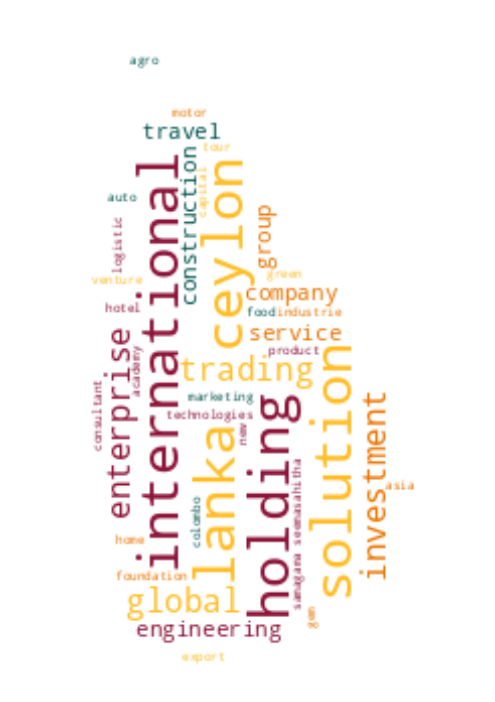 agro
motor
travel
tour
international
ceylon
construction
capital
auto
group
logistic
green
venture
company
hotel
food
industrie
service
enterprise
product
academy
trading
solution
consultant
marketing
holding
investment
technologies
new
lanka
samagama seemasahitha
asia
colombo
home
foundation
global
gem
engineering
export